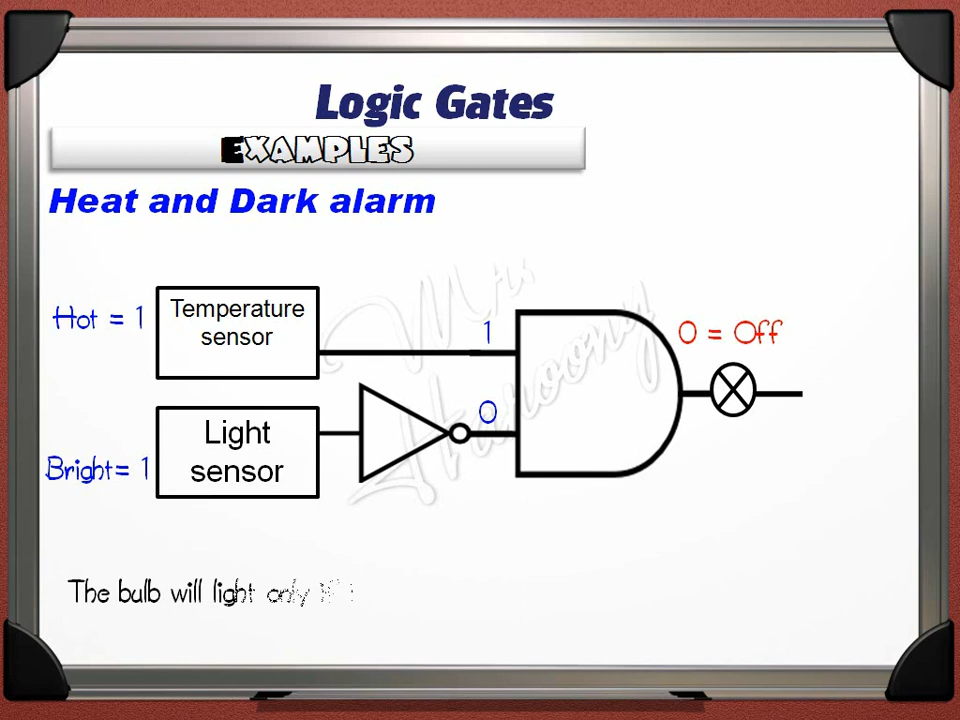 Logic Gates
EXAMPLES
Heat and Dark alarm
Hot = 1
Temperature
sensor
1
0 = Off
0
Light
sensor
Bright = 1
Mrs
The bulb will light only